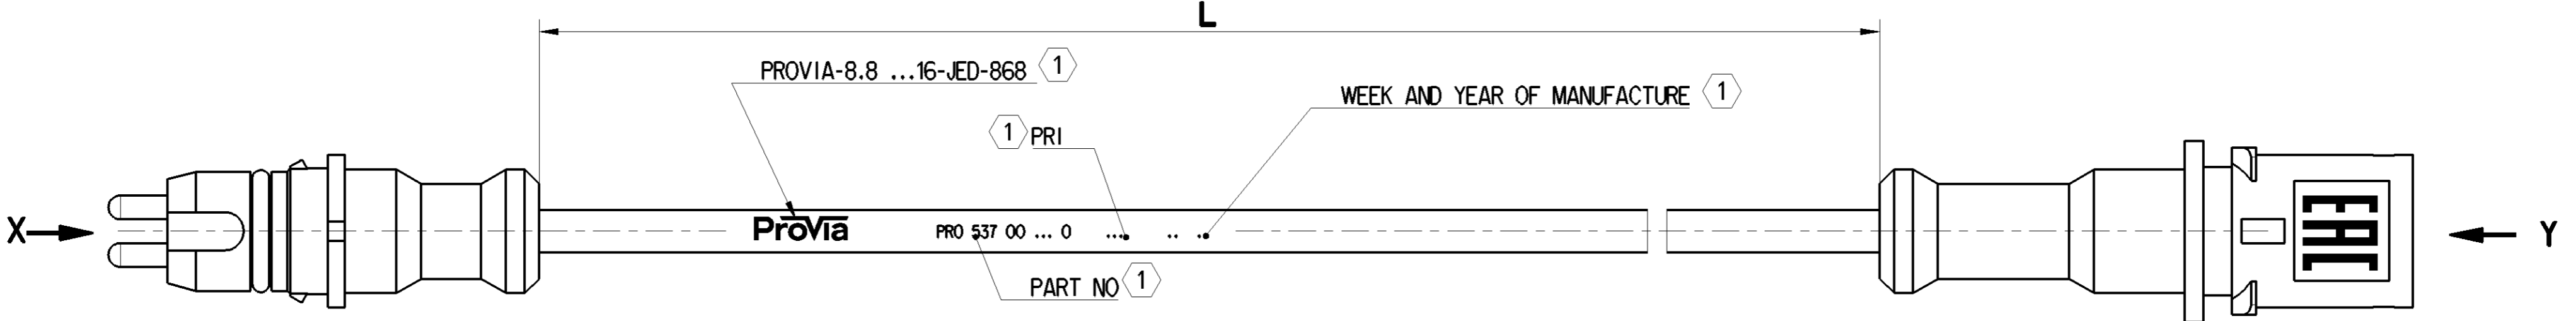 L
PROVIA-8.8 ...16-JED-868 1
WEEK AND YEAR OF MANUFACTURE 1
1 PRI
X
ProVia PRO 537 00 ... 0 .... .. ..
EAC
Y
PART NO 1